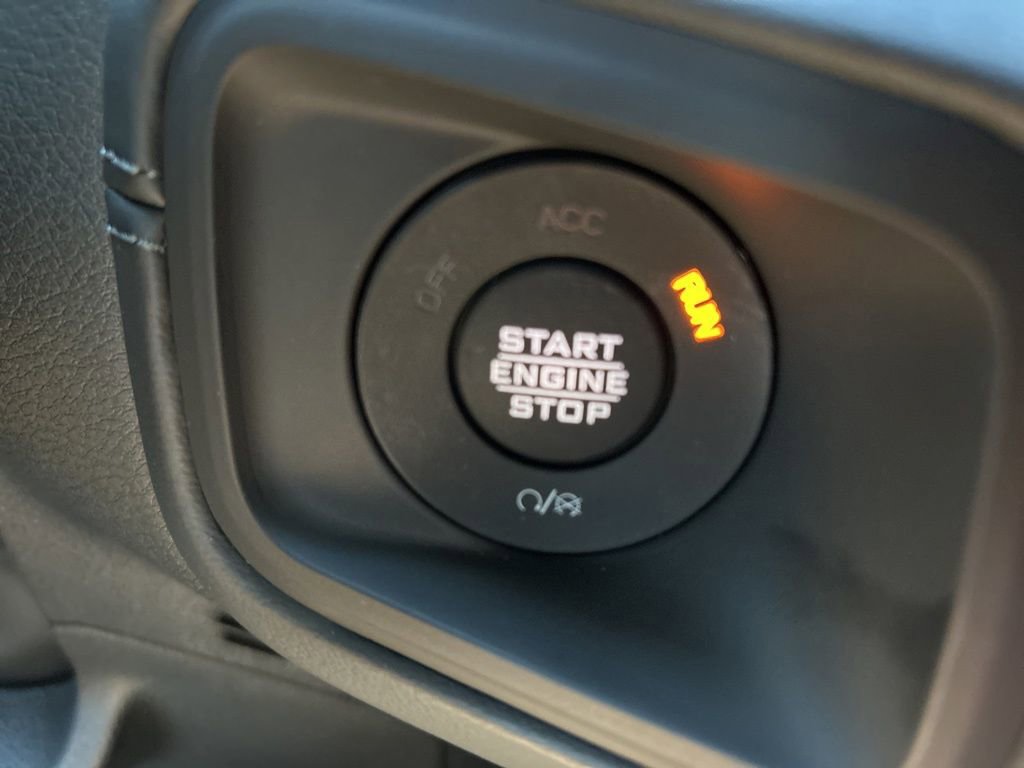 ACC
OFF
RUN
START
ENGINE
STOP